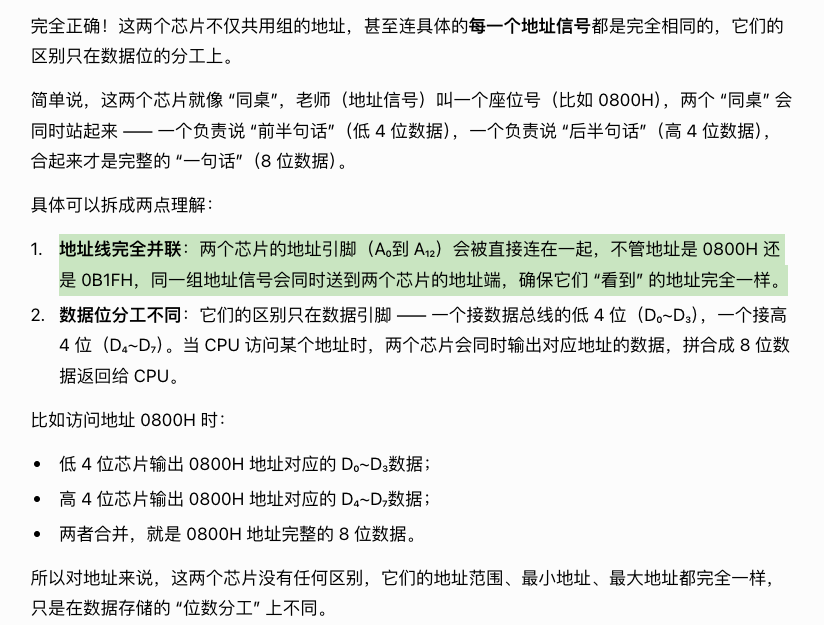 完全正确！这两个芯片不仅共用组的地址，甚至连具体的每一个地址信号都是完全相同的，它们的
区别只在数据位的分工上。
简单说，这两个芯片就像 “同桌”，老师（地址信号）叫一个座位号（比如 0800H），两个 “同桌” 会
同时站起来 —— 一个负责说 “前半句话”（低 4 位数据），一个负责说 “后半句话”（高 4 位数据），
合起来才是完整的 “一句话”（8 位数据）。
具体可以拆成两点理解：
1. 地址线完全并联：两个芯片的地址引脚（A₀到 A₁₂）会被直接连在一起，不管地址是 0800H 还
是 0B1FH，同一组地址信号会同时送到两个芯片的地址端，确保它们 “看到” 的地址完全一样。
2. 数据位分工不同：它们的区别只在数据引脚 —— 一个接数据总线的低 4 位（D₀~D₃），一个接高
4 位（D₄~D₇）。当 CPU 访问某个地址时，两个芯片会同时输出对应地址的数据，拼合成 8 位数
据返回给 CPU。
比如访问地址 0800H 时：
• 低 4 位芯片输出 0800H 地址对应的 D₀~D₃数据；
• 高 4 位芯片输出 0800H 地址对应的 D₄~D₇数据；
• 两者合并，就是 0800H 地址完整的 8 位数据。
所以对地址来说，这两个芯片没有任何区别，它们的地址范围、最小地址、最大地址都完全一样，
只是在数据存储的 “位数分工” 上不同。